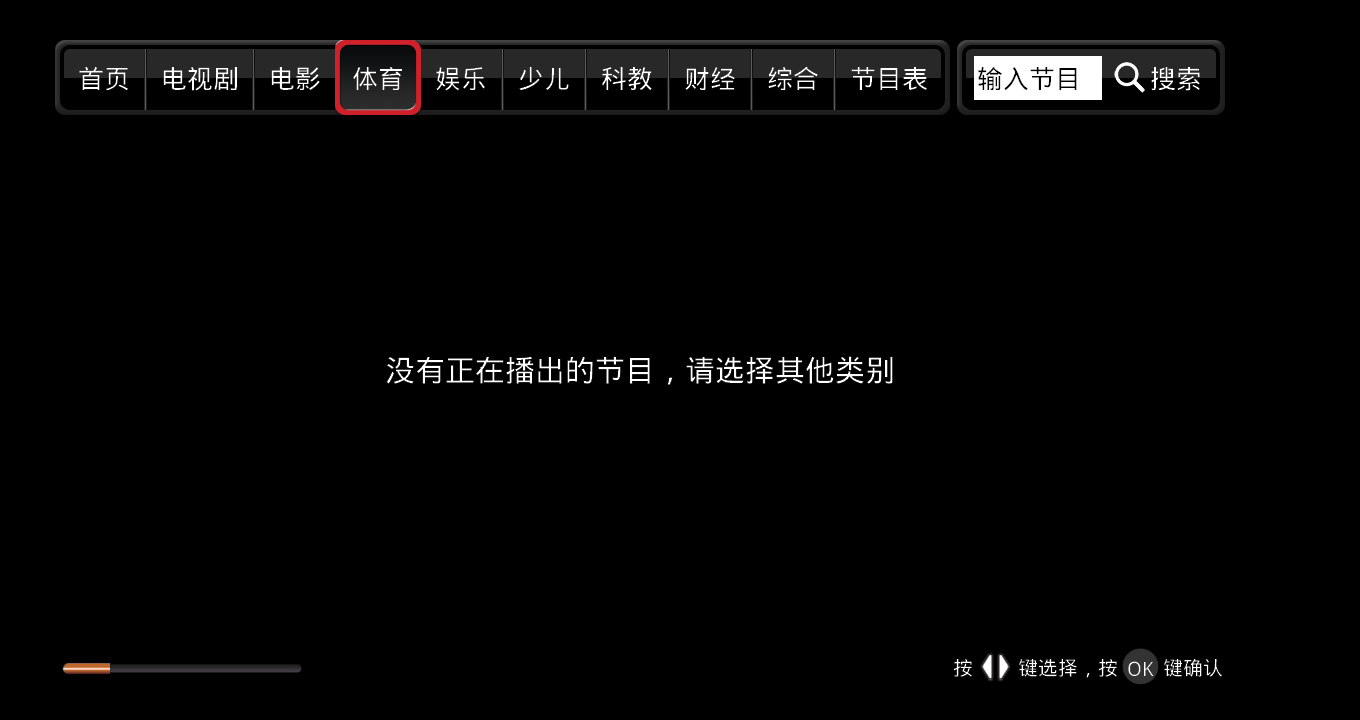 首页 电视剧 电影 体育 娱乐 少儿 科教 财经 综合 节目表 输入节目 搜索
没有正在播出的节目，请选择其他类别
按 键选择，按 OK 键确认